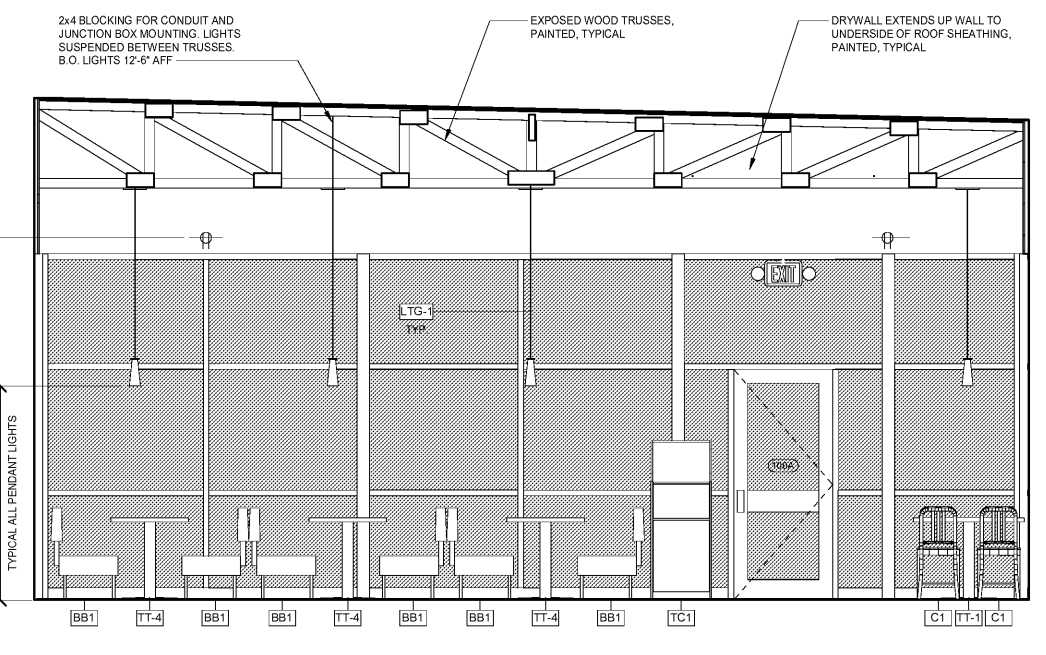 2x4 BLOCKING FOR CONDUIT AND
JUNCTION BOX MOUNTING. LIGHTS
SUSPENDED BETWEEN TRUSSES.
B.O. LIGHTS 12'-6" AFF
EXPOSED WOOD TRUSSES,
PAINTED, TYPICAL
DRYWALL EXTENDS UP WALL TO
UNDERSIDE OF ROOF SHEATHING,
PAINTED, TYPICAL
EXIT
LTG-1
TYP.
TYPICAL ALL PENDANT LIGHTS
100A
BB1
TT-4
BB1
BB1
TT-4
BB1
BB1
TT-4
BB1
TC1
C1
TT-1
C1